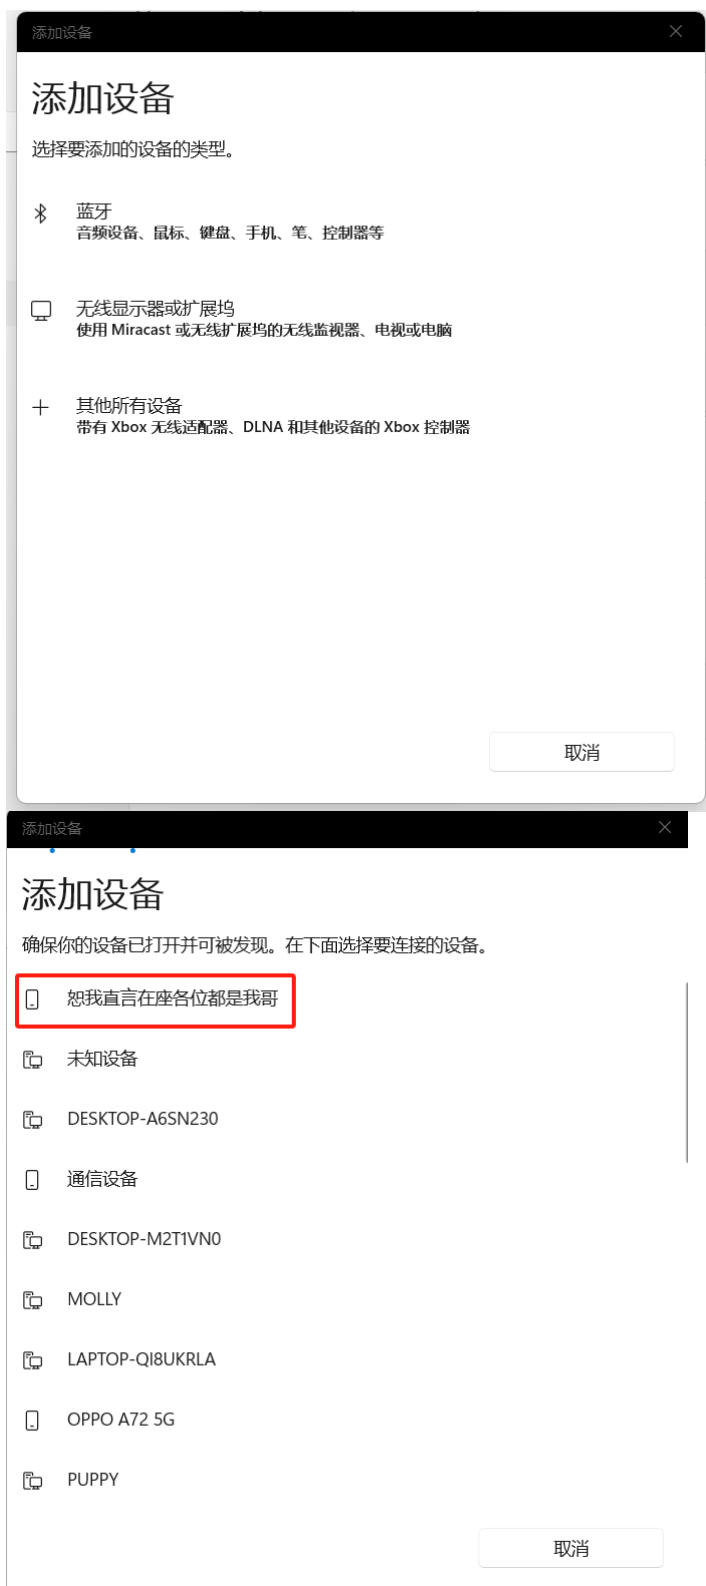 添加设备
添加设备
选择要添加的设备的类型。
蓝牙
音频设备、鼠标、键盘、手机、笔、控制器等
无线显示器或扩展坞
使用 Miracast 或无线扩展坞的无线监视器、电视或电脑
其他所有设备
带有 Xbox 无线适配器、DLNA 和其他设备的 Xbox 控制器
取消
添加设备
添加设备
确保你的设备已打开并可被发现。在下面选择要连接的设备。
恕我直言在座各位都是我哥
未知设备
DESKTOP-A6SN230
通信设备
DESKTOP-M2T1VN0
MOLLY
LAPTOP-QI8UKRLA
OPPO A72 5G
PUPPY
取消